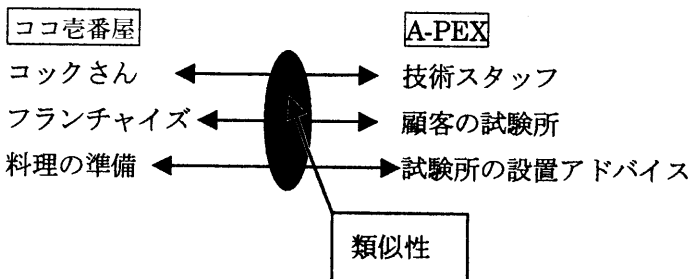 ココ壱番屋 A-PEX
コックさん 技術スタッフ
フランチャイズ 顧客の試験所
料理の準備 試験所の設置アドバイス
類似性